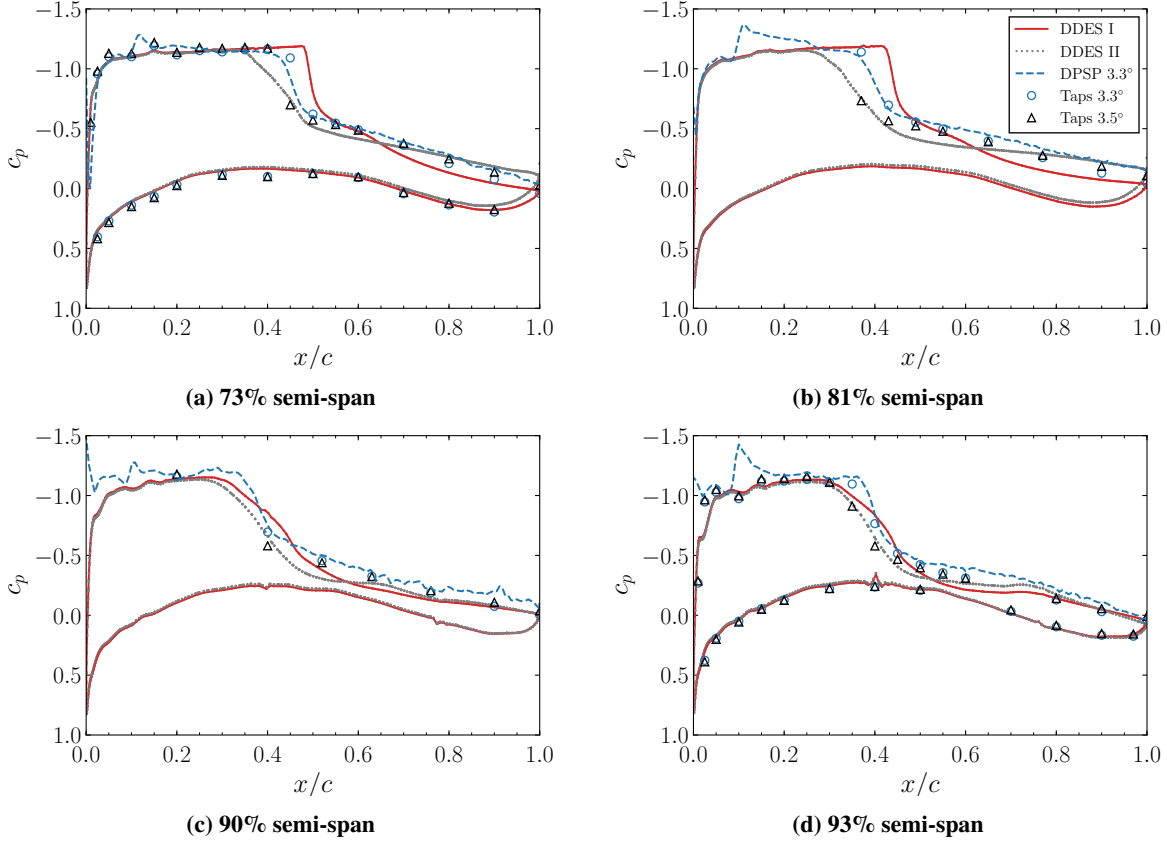 −1.5
−1.0
−0.5
0.0
0.5
1.0
c_p
0.0 0.2 0.4 0.6 0.8 1.0
x/c
(a) 73% semi-span
−1.5
−1.0
−0.5
0.0
0.5
1.0
c_p
0.0 0.2 0.4 0.6 0.8 1.0
x/c
DDES I
DDES II
DPSP 3.3°
Taps 3.3°
Taps 3.5°
(b) 81% semi-span
−1.5
−1.0
−0.5
0.0
0.5
1.0
c_p
0.0 0.2 0.4 0.6 0.8 1.0
x/c
(c) 90% semi-span
−1.5
−1.0
−0.5
0.0
0.5
1.0
c_p
0.0 0.2 0.4 0.6 0.8 1.0
x/c
(d) 93% semi-span